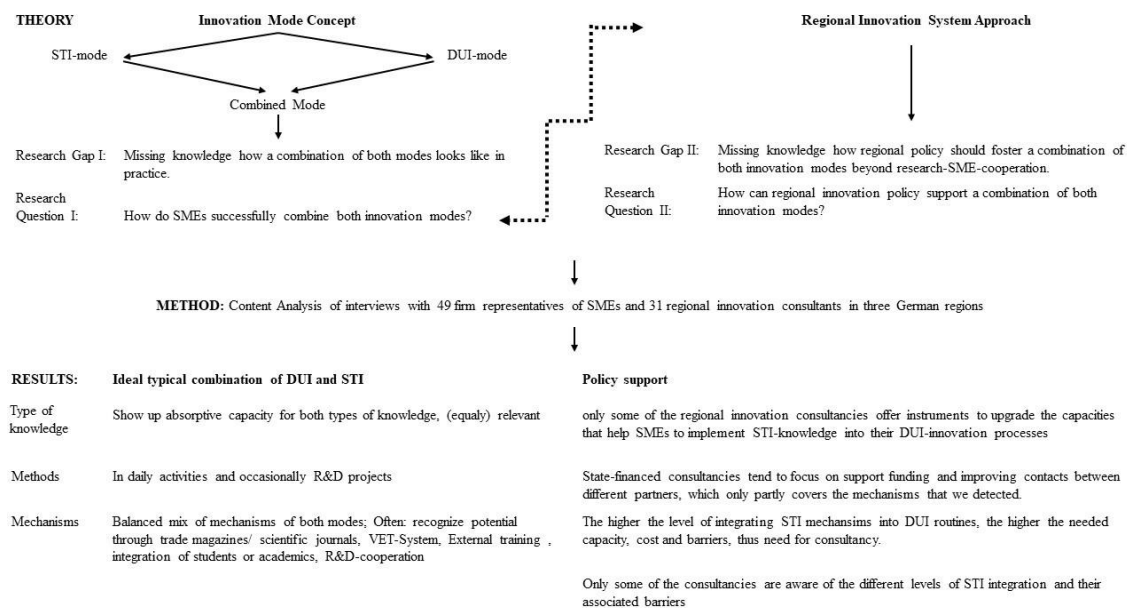 THEORY
Innovation Mode Concept
Regional Innovation System Approach
STI-mode
DUI-mode
Combined Mode
Research Gap I:
Missing knowledge how a combination of both modes looks like in
practice.
Research
Question I:
How do SMEs successfully combine both innovation modes?
Research Gap II:
Missing knowledge how regional policy should foster a combination of
both innovation modes beyond research-SME-cooperation.
Research
Question II:
How can regional innovation policy support a combination of both
innovation modes?
METHOD: Content Analysis of interviews with 49 firm representatives of SMEs and 31 regional innovation consultants in three German regions
RESULTS:
Ideal typical combination of DUI and STI
Policy support
Type of
knowledge
Show up absorptive capacity for both types of knowledge, (equaly) relevant
only some of the regional innovation consultancies offer instruments to upgrade the capacities
that help SMEs to implement STI-knowledge into their DUI-innovation processes
Methods
In daily activities and occasionally R&D projects
State-financed consultancies tend to focus on support funding and improving contacts between
different partners, which only partly covers the mechanisms that we detected.
Mechanisms
Balanced mix of mechanisms of both modes; Often: recognize potential
through trade magazines/ scientific journals, VET-System, External training ,
integration of students or academics, R&D-cooperation
The higher the level of integrating STI mechansims into DUI routines, the higher the needed
capacity, cost and barriers, thus need for consultancy.
Only some of the consultancies are aware of the different levels of STI integration and their
associated barriers